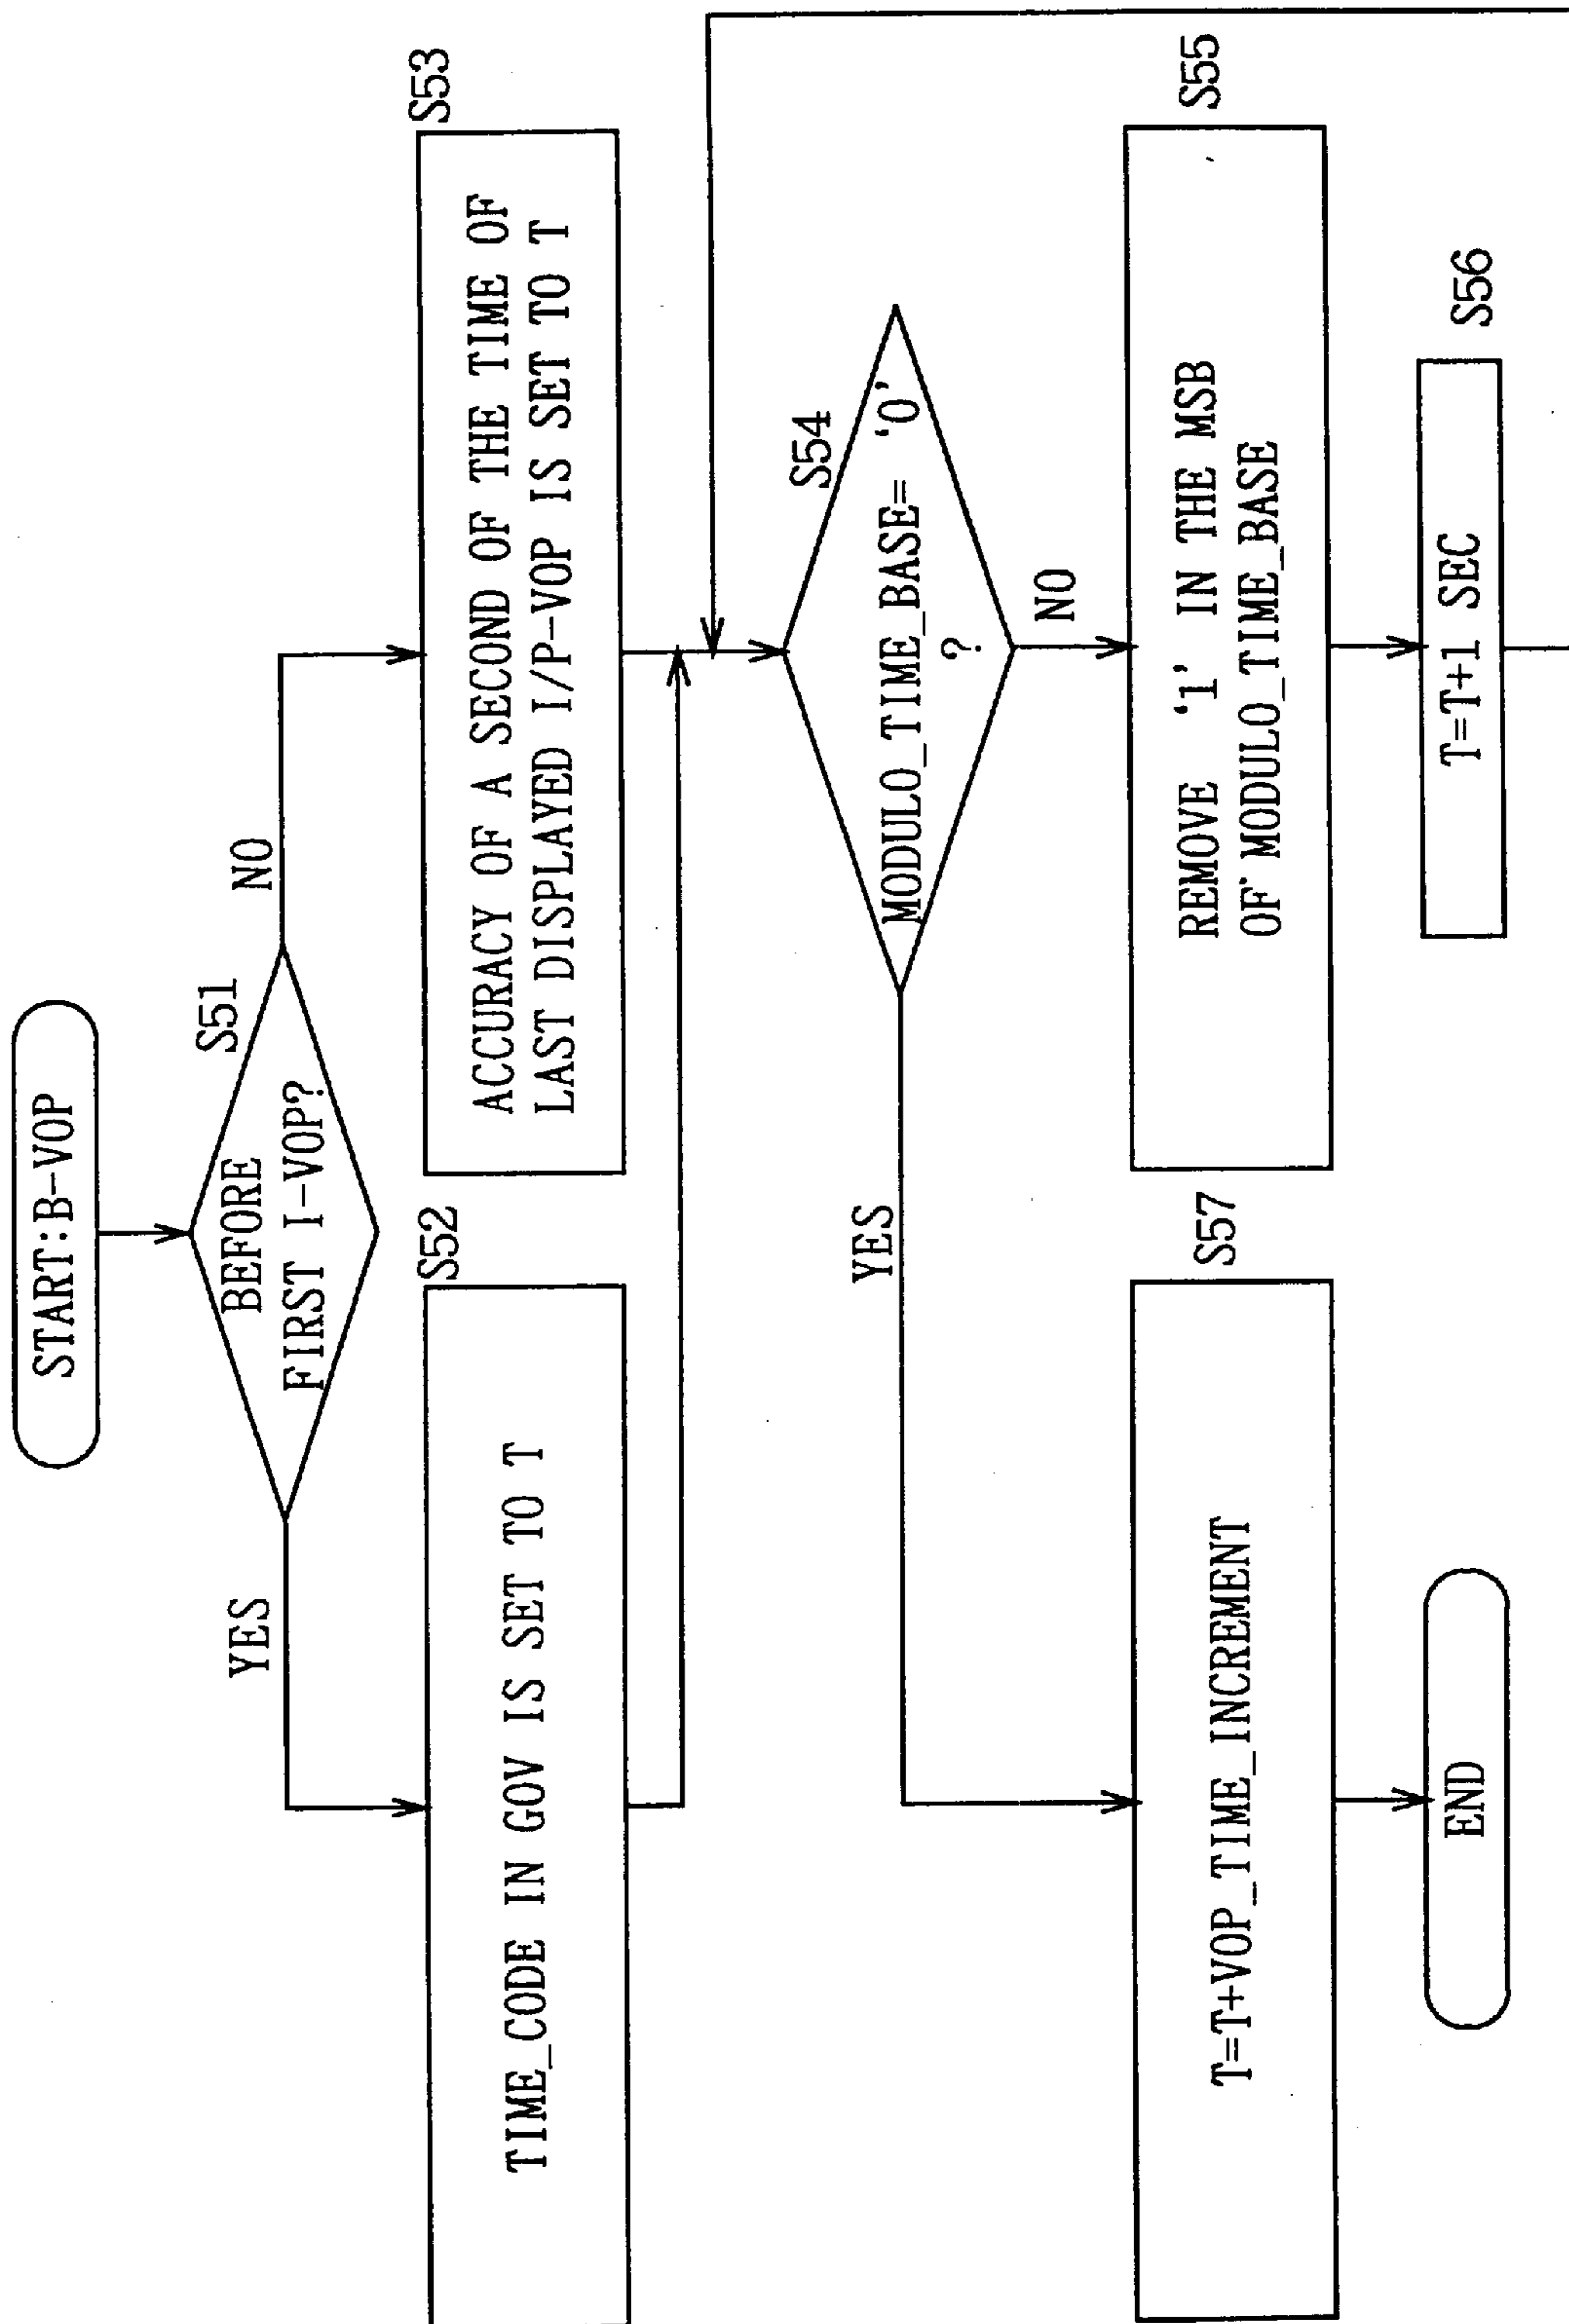 START:B-VOP
S51
BEFORE
FIRST I-VOP?
YES
NO
S52
TIME_CODE IN GOV IS SET TO T
S53
ACCURACY OF A SECOND OF THE TIME OF
LAST DISPLAYED I/P-VOP IS SET TO T
S54
MODULO_TIME_BASE= ‘0’
?
YES
NO
S57
T=T+VOP_TIME_INCREMENT
S55
REMOVE ‘1’ IN THE MSB
OF MODULO_TIME_BASE
S56
T=T+1 SEC
END